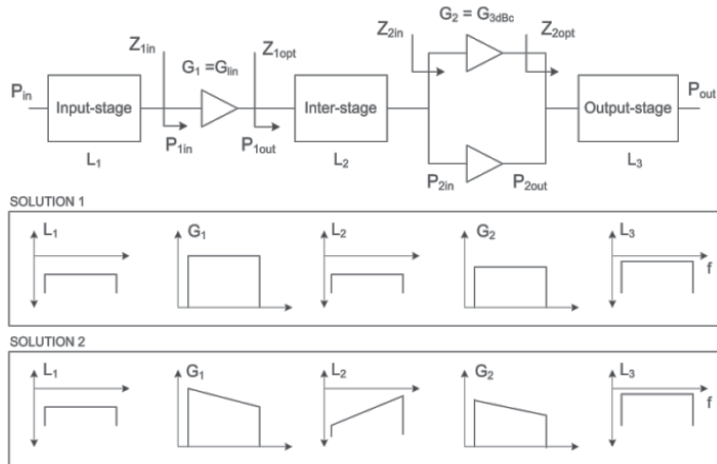 G₂ = G₃dBc
Z₁in Z₁opt Z₂in Z₂opt
G₁ =Glin
Pin Input-stage Inter-stage Output-stage Pout
P₁in P₁out
L₁ L₂ P₂in P₂out L₃
SOLUTION 1
L₁ G₁ L₂ G₂ L₃
f
SOLUTION 2
L₁ G₁ L₂ G₂ L₃
f